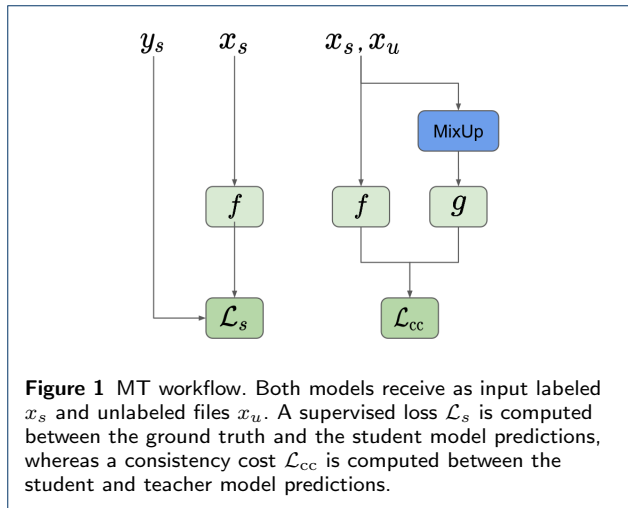 y_s x_s x_s, x_u
MixUp
f f g
ℒ_s ℒ_cc
Figure 1 MT workflow. Both models receive as input labeled
x_s and unlabeled files x_u. A supervised loss ℒ_s is computed
between the ground truth and the student model predictions,
whereas a consistency cost ℒ_cc is computed between the
student and teacher model predictions.